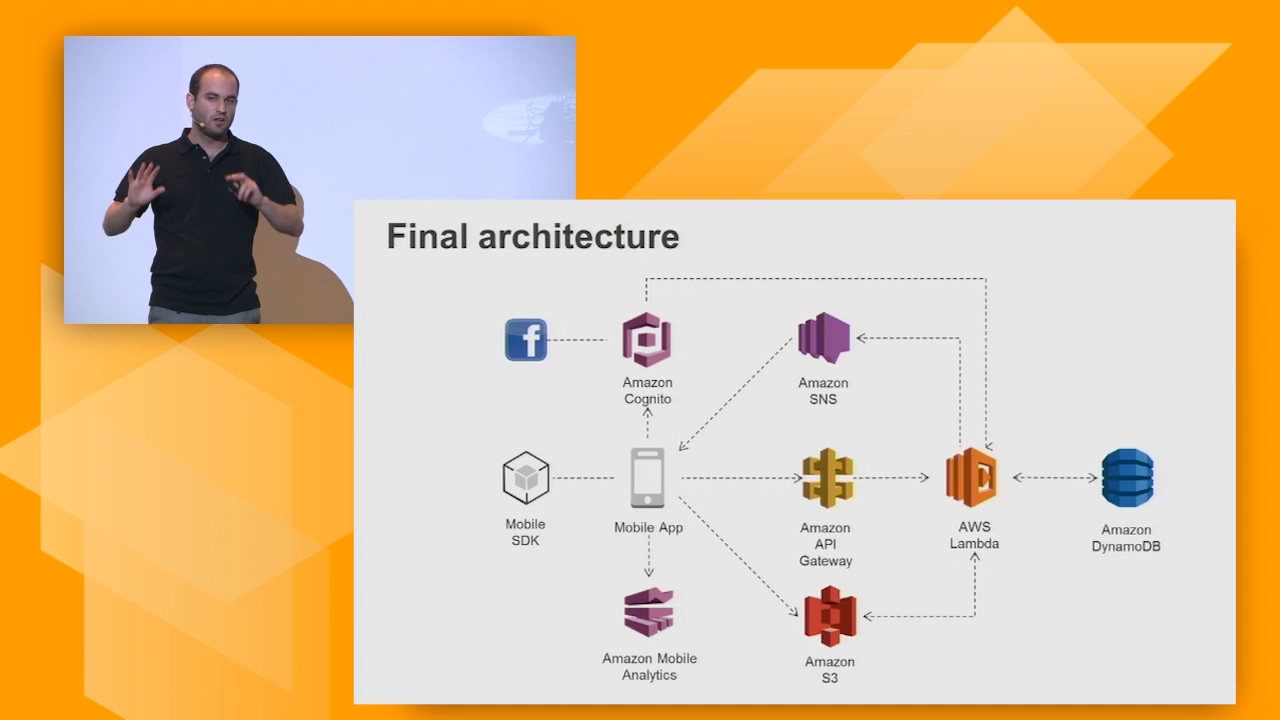 Final architecture
f
Amazon
Cognito
Amazon
SNS
Mobile
SDK
Mobile App
Amazon
API
Gateway
AWS
Lambda
Amazon
DynamoDB
Amazon Mobile
Analytics
Amazon
S3